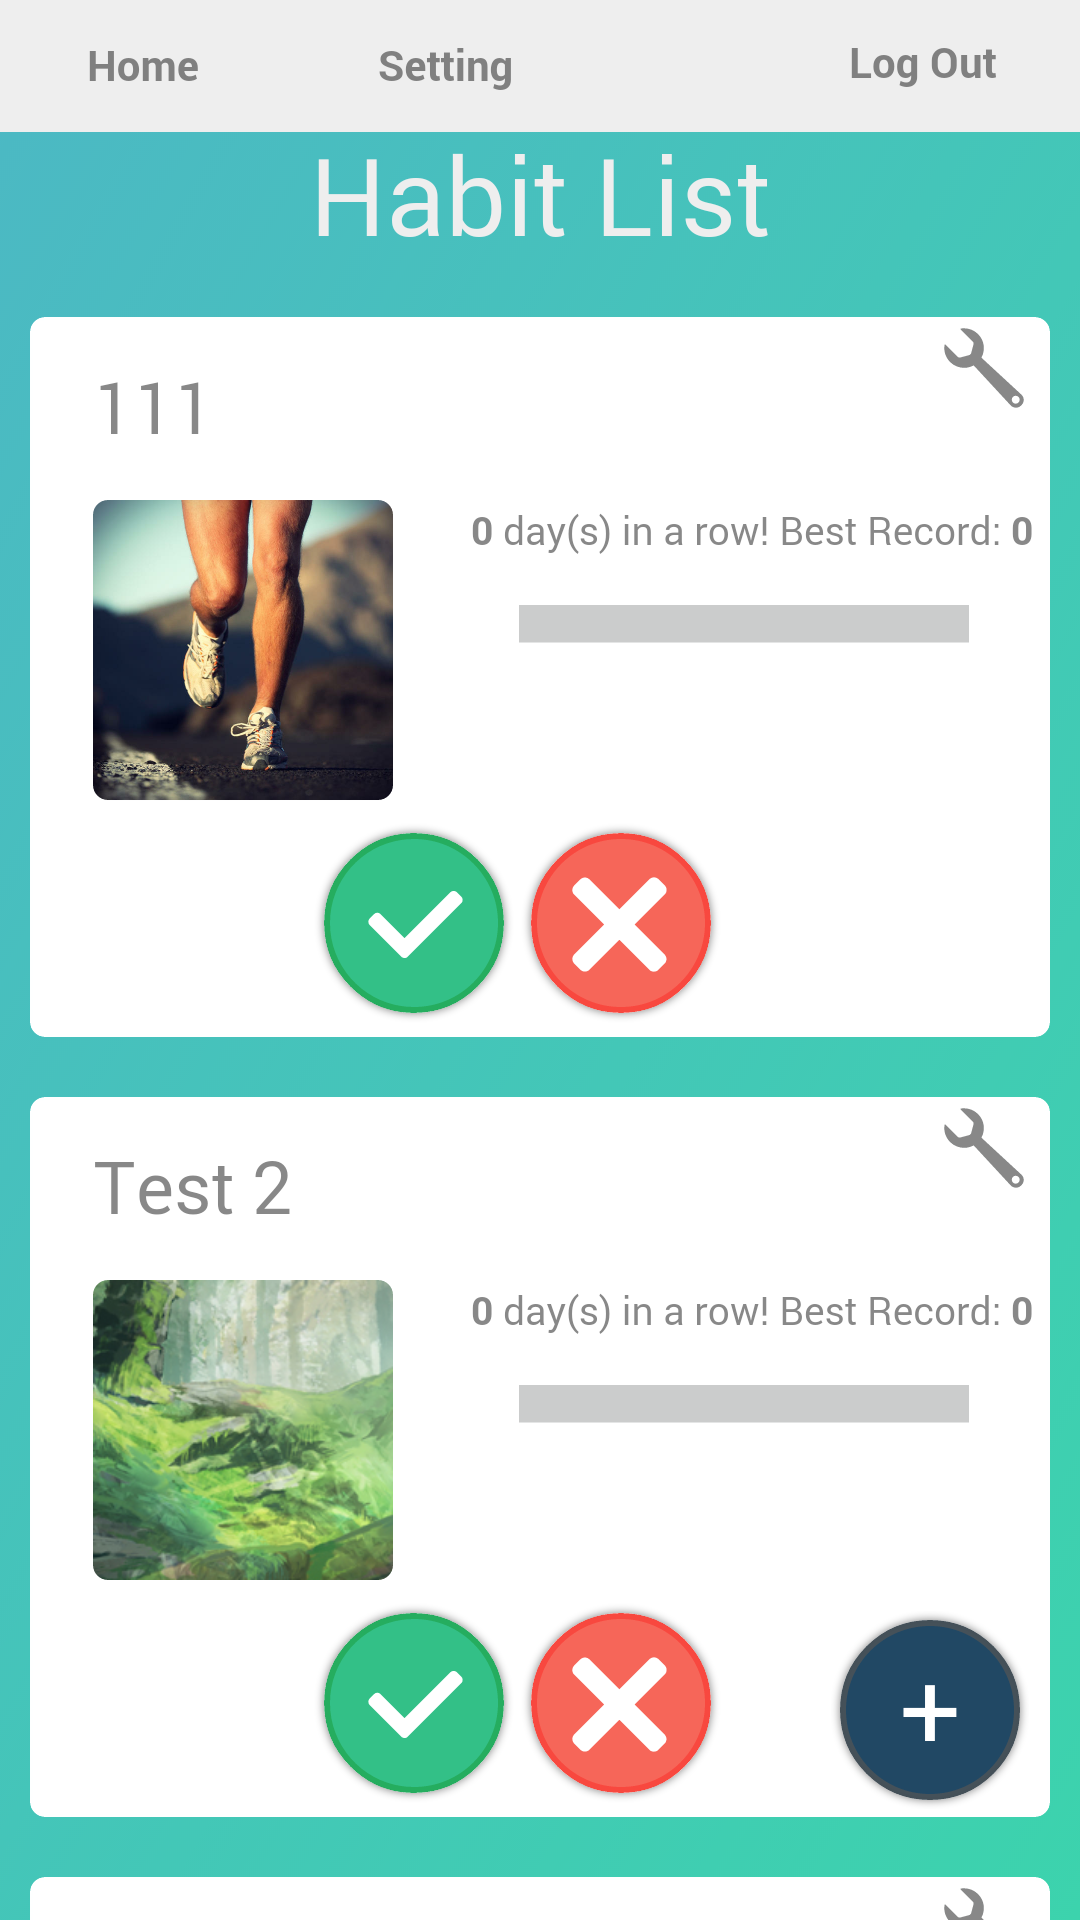 Home Setting Log Out
Habit List
111
0 day(s) in a row! Best Record: 0
Test 2
0 day(s) in a row! Best Record: 0
+